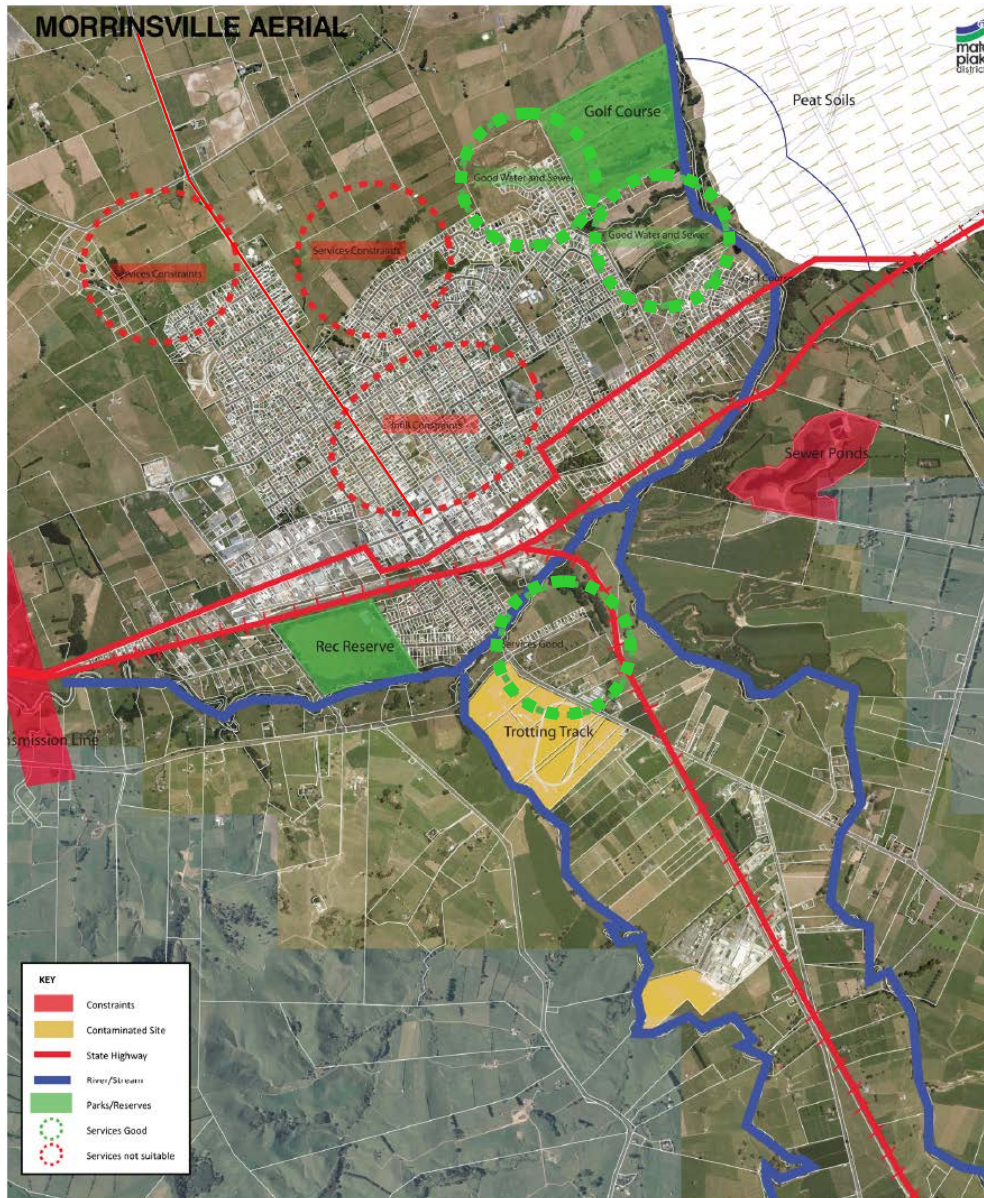 MORRINSVILLE AERIAL
Golf Course
Peat Soils
Good Water and Sewer
Good Water and Sewer
Services Constraints
Services Constraints
Infill Constraints
Sewer Ponds
Rec Reserve
Services Good
Trotting Track
nsmission Line
KEY
Constraints
Contaminated Site
State Highway
River/Stream
Parks/Reserves
Services Good
Services not suitable